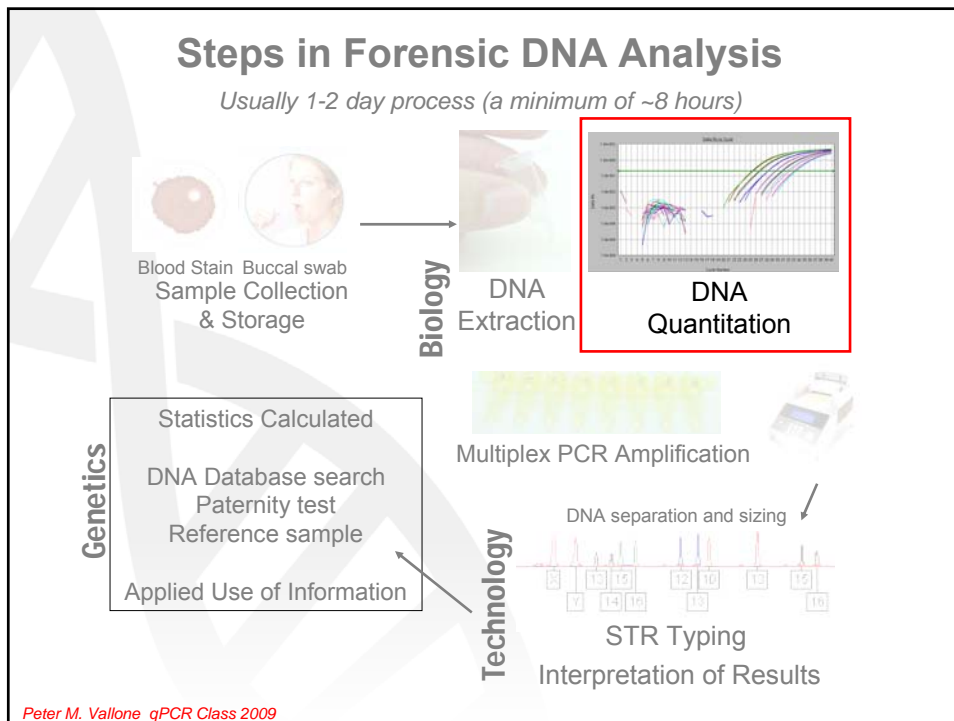 Steps in Forensic DNA Analysis
Usually 1-2 day process (a minimum of ~8 hours)
Blood Stain Buccal swab
Sample Collection
& Storage
Biology
DNA
Extraction
DNA
Quantitation
Multiplex PCR Amplification
DNA separation and sizing
X
Y
13
14
15
16
12
13
10
13
15
16
Technology
STR Typing
Interpretation of Results
Genetics
Statistics Calculated
DNA Database search
Paternity test
Reference sample
Applied Use of Information
Peter M. Vallone qPCR Class 2009